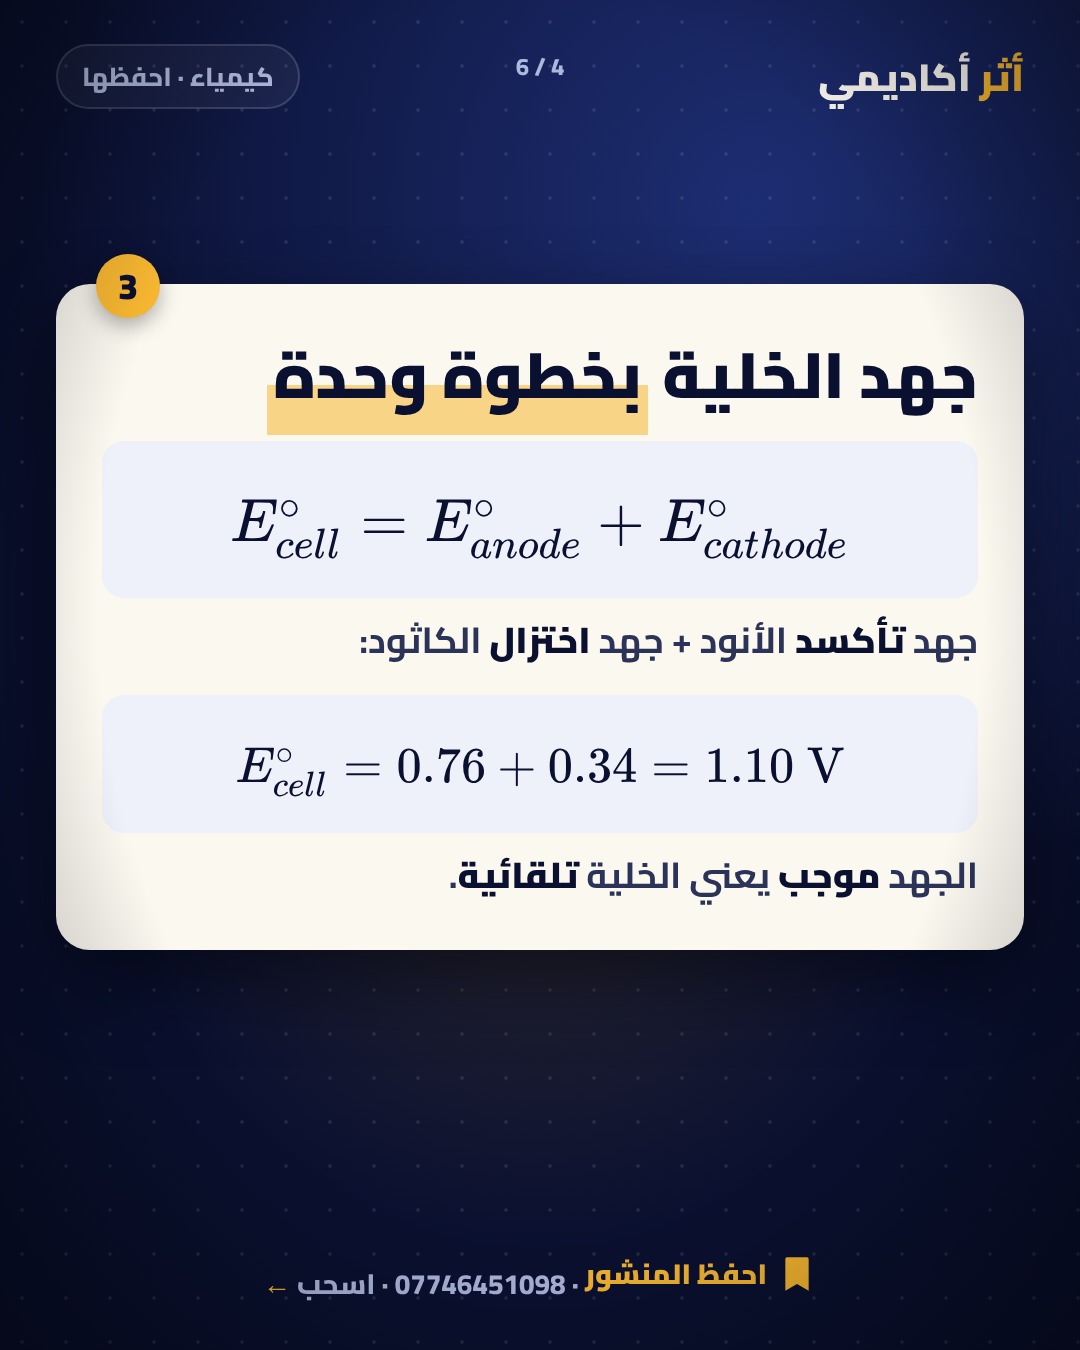 أثر أكاديمي
6 / 4
كيمياء · احفظها
3
جهد الخلية بخطوة وحدة
E°cell = E°anode + E°cathode
جهد تأكسد الأنود + جهد اختزال الكاثود:
E°cell = 0.76 + 0.34 = 1.10 V
الجهد موجب يعني الخلية تلقائية.
احفظ المنشور · 07746451098 · اسحب ←